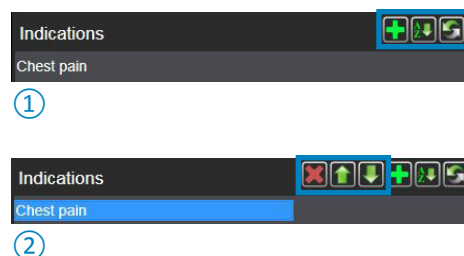 Indications
Chest pain
①
Indications
Chest pain
②